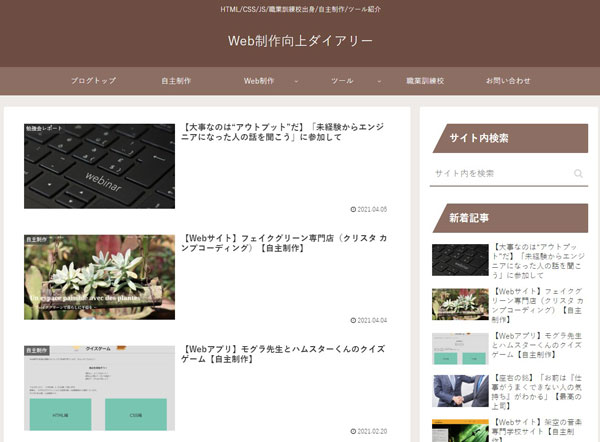 HTML/CSS/JS/職業訓練校出身/自主制作/ツール紹介
Web制作向上ダイアリー
ブログトップ
自主制作
Web制作
ツール
職業訓練校
お問い合わせ
勉強会レポート
webinar
【大事なのは“アウトプット”だ】「未経験からエンジ
ニアになった人の話を聞こう」に参加して
2021.04.05
自主制作
Un espace paisible avec des plantes
【Webサイト】フェイクグリーン専門店（クリスタ カ
ンプコーディング）【自主制作】
2021.04.04
自主制作
クイズゲーム
HTML編
CSS編
【Webアプリ】モグラ先生とハムスターくんのクイズ
ゲーム【自主制作】
2021.02.20
サイト内検索
サイト内を検索
新着記事
【大事なのは“アウトプッ
ト”だ】「未経験からエン
ジニアになった人の話を聞
こう」に参加して
【Webサイト】フェイクグ
リーン専門店（クリスタ カ
ンプコーディング）【自主
制作】
【Webアプリ】モグラ先生
とハムスターくんのクイズ
ゲーム【自主制作】
【座右の銘】「お前は『仕
事がうまくできない人の気
持ち』がわかる」【最高の
上司】
【Webサイト】架空の音楽
専門学校サイト【自主制